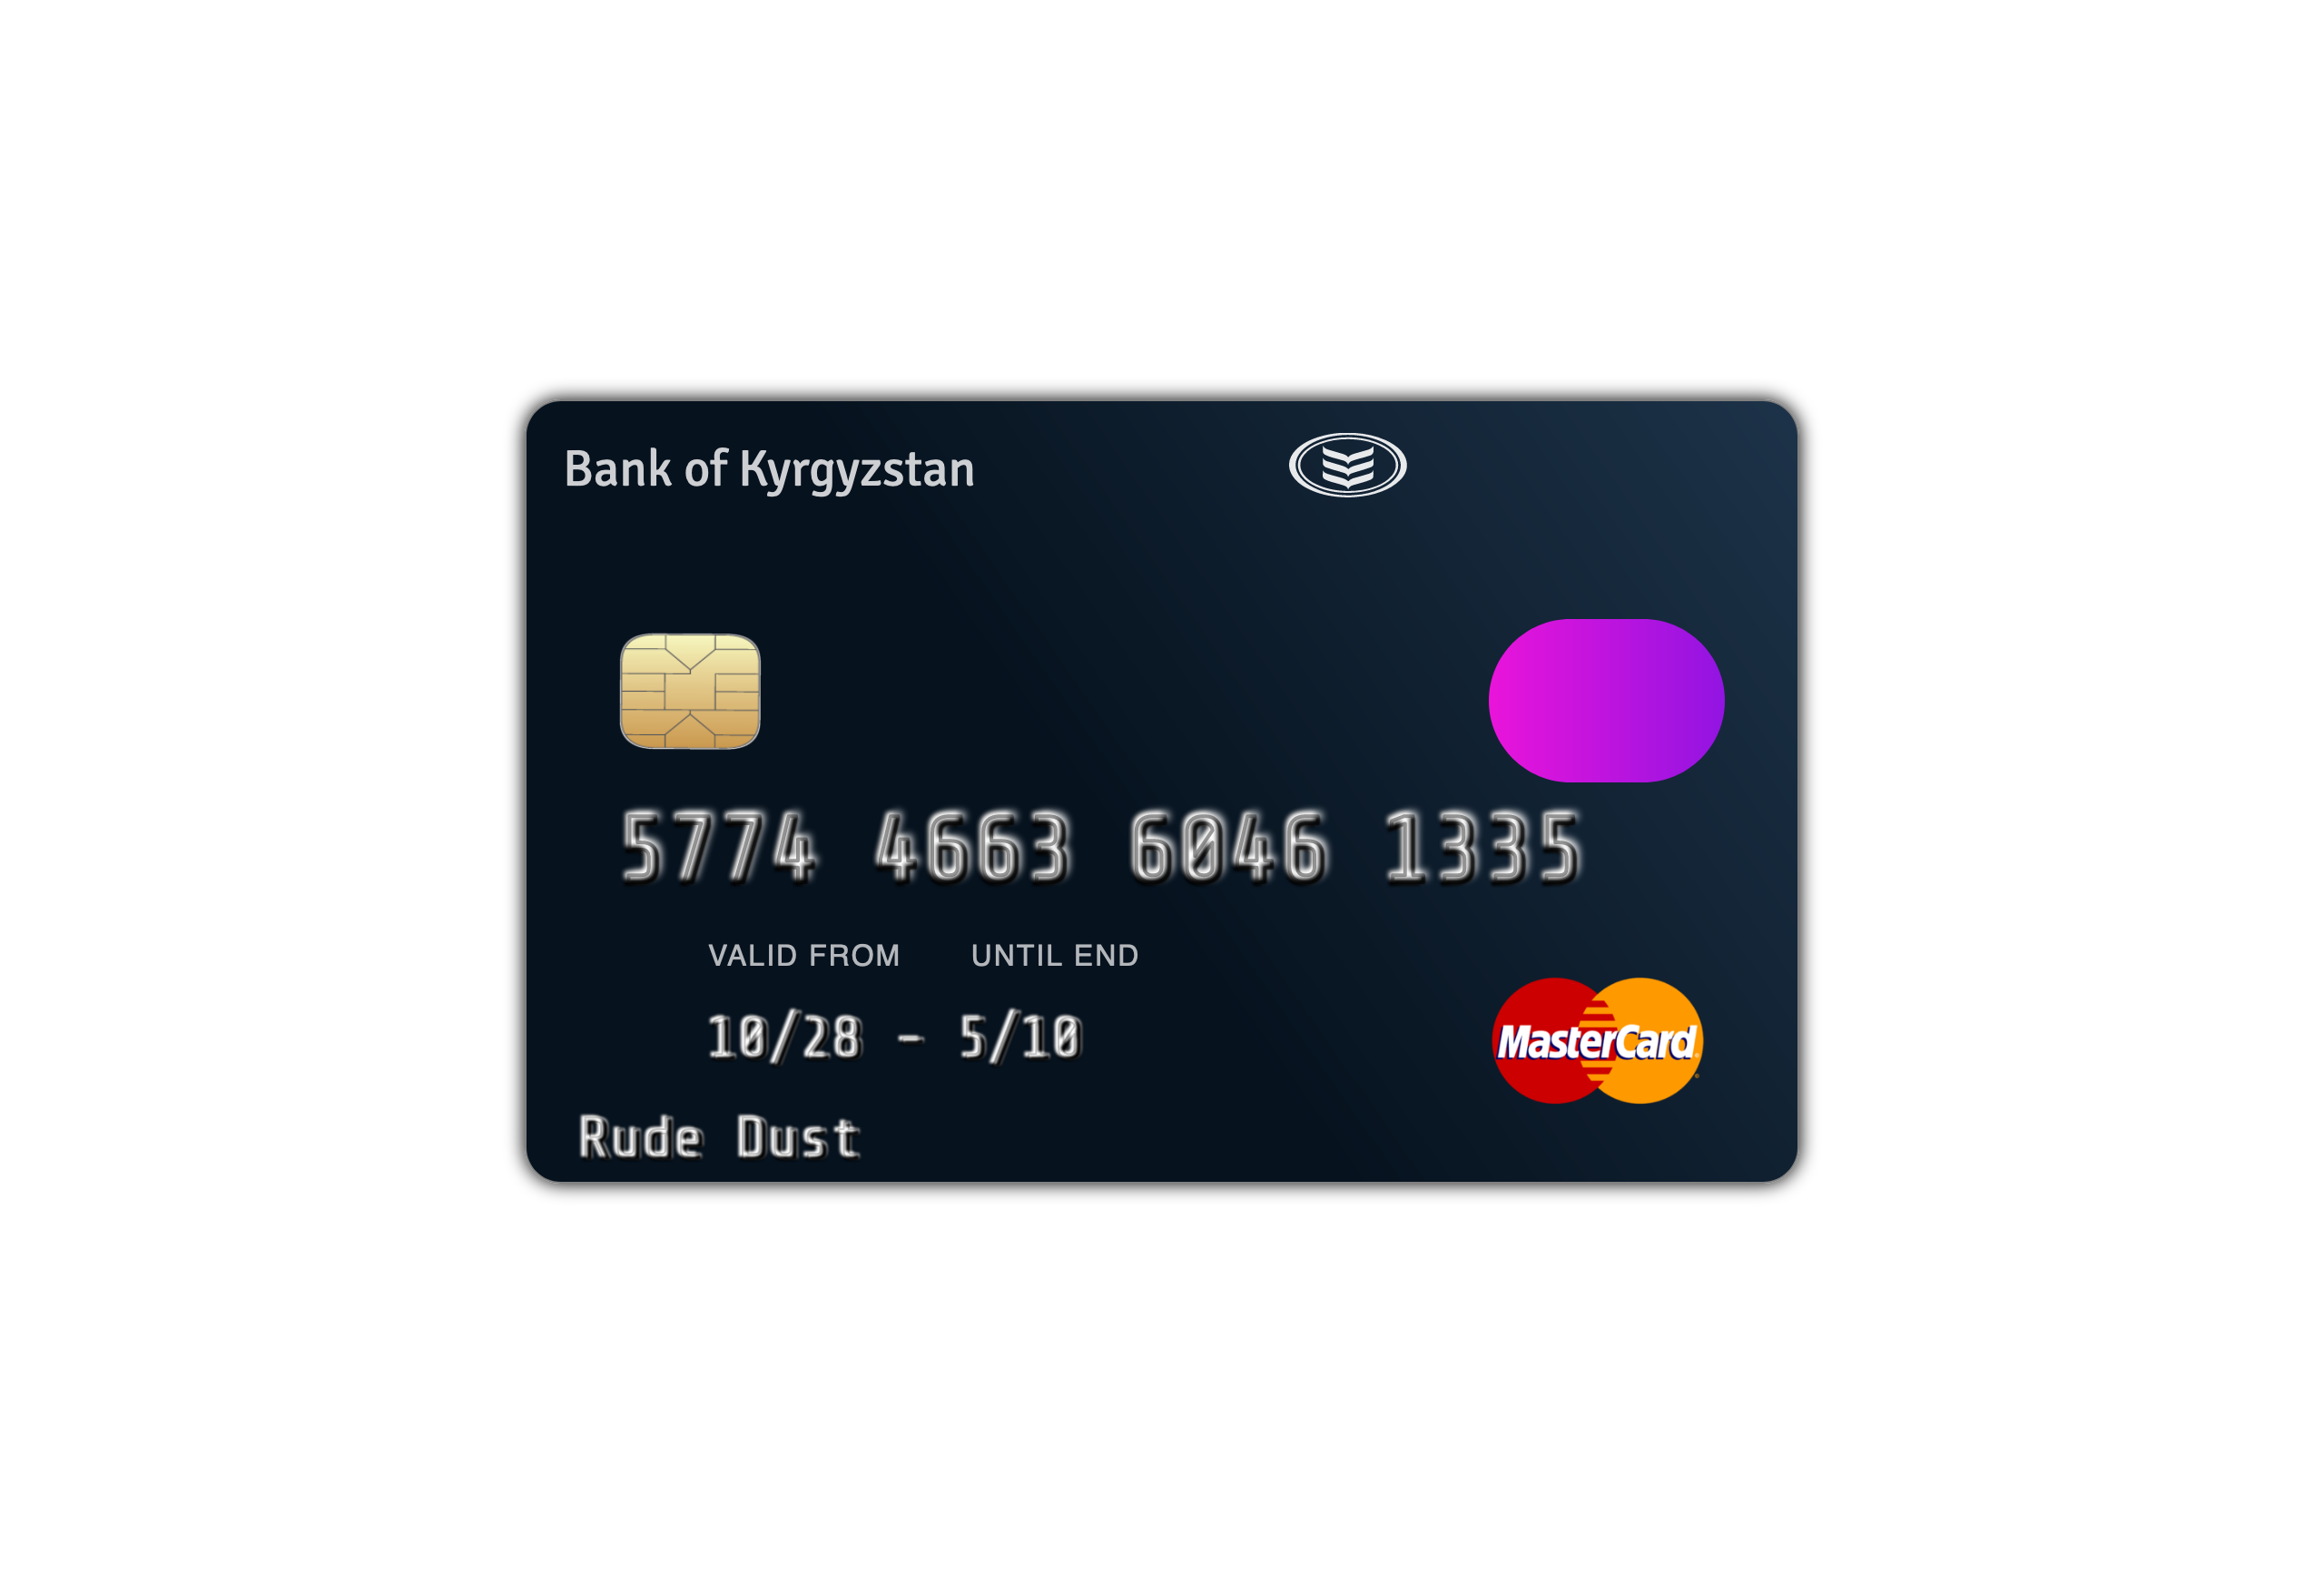 Bank of Kyrgyzstan
5774 4663 6046 1335
VALID FROM UNTIL END
10/28 - 5/10
MasterCard
Rude Dust